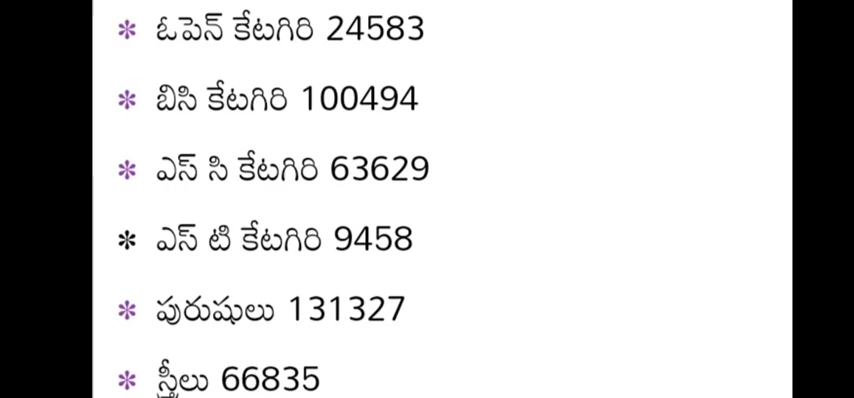 * ఓపెన్ కేటగిరి 24583
* బిసి కేటగిరి 100494
* ఎస్ సి కేటగిరి 63629
* ఎస్ టి కేటగిరి 9458
* పురుషులు 131327
* స్త్రీలు 66835